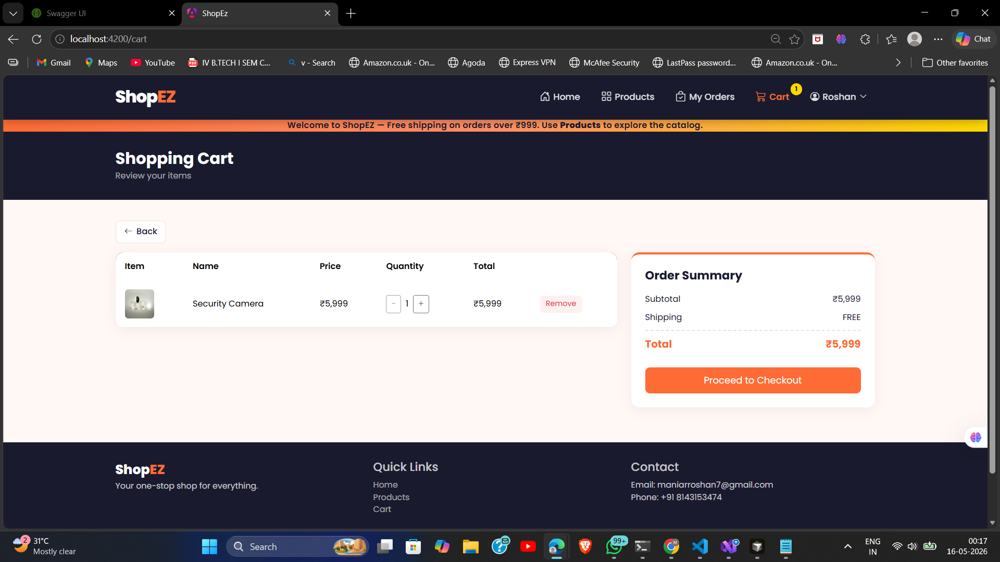 Swagger UI
ShopEz
localhost:4200/cart
Chat
Gmail
Maps
YouTube
IV B.TECH I SEM C...
v - Search
Amazon.co.uk - On...
Agoda
Express VPN
McAfee Security
LastPass password...
Amazon.co.uk - On...
Other favorites
ShopEZ
Home
Products
My Orders
Cart
1
Roshan
Welcome to ShopEZ — Free shipping on orders over ₹999. Use Products to explore the catalog.
Shopping Cart
Review your items
← Back
Item Name Price Quantity Total
Security Camera ₹5,999 - 1 + ₹5,999 Remove
Order Summary
Subtotal ₹5,999
Shipping FREE
Total ₹5,999
Proceed to Checkout
ShopEZ
Your one-stop shop for everything.
Quick Links
Home
Products
Cart
Contact
Email: maniarroshan7@gmail.com
Phone: +91 8143153474
2
31°C
Mostly clear
Search
99+
M
ENG
IN
00:17
16-05-2026